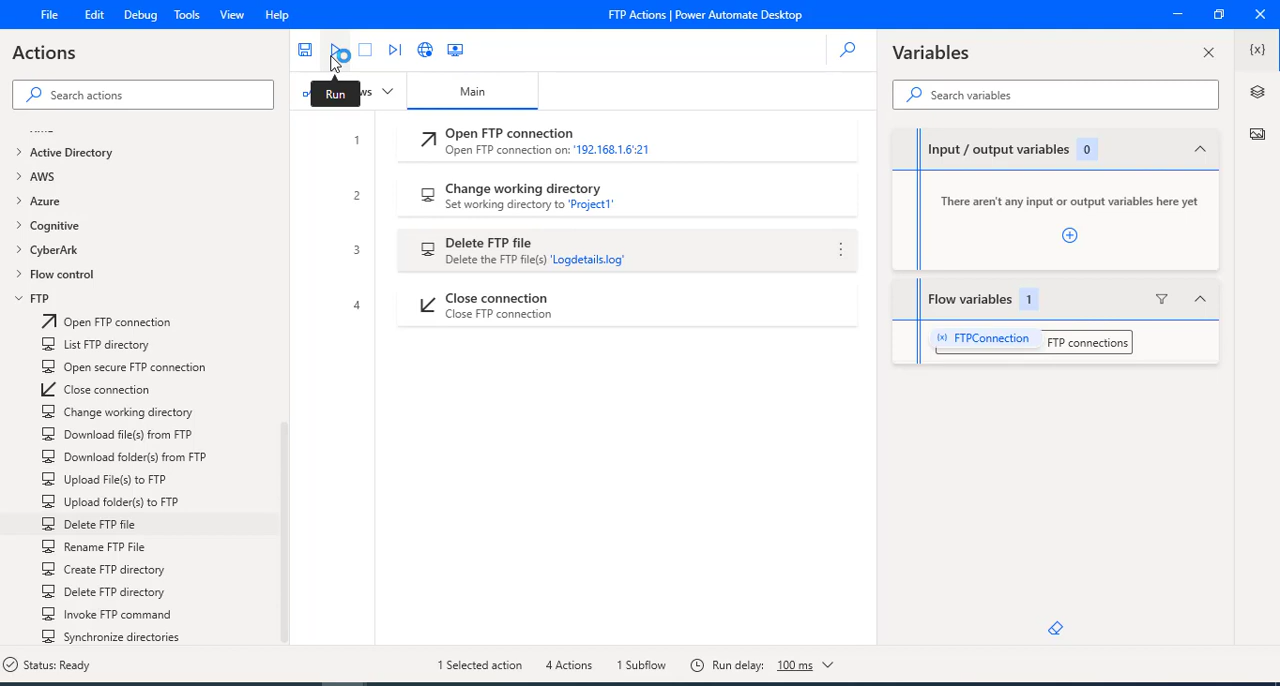 File Edit Debug Tools View Help
FTP Actions | Power Automate Desktop
Actions
Search actions
Active Directory
AWS
Azure
Cognitive
CyberArk
Flow control
FTP
Open FTP connection
List FTP directory
Open secure FTP connection
Close connection
Change working directory
Download file(s) from FTP
Download folder(s) from FTP
Upload File(s) to FTP
Upload folder(s) to FTP
Delete FTP file
Rename FTP File
Create FTP directory
Delete FTP directory
Invoke FTP command
Synchronize directories
Run
Main
1
Open FTP connection
Open FTP connection on: '192.168.1.6':21
2
Change working directory
Set working directory to 'Project1'
3
Delete FTP file
Delete the FTP file(s) 'Logdetails.log'
4
Close connection
Close FTP connection
Variables
{x}
Search variables
Input / output variables 0
There aren't any input or output variables here yet
Flow variables 1
(x) FTPConnection FTP connections
Status: Ready
1 Selected action
4 Actions
1 Subflow
Run delay: 100 ms